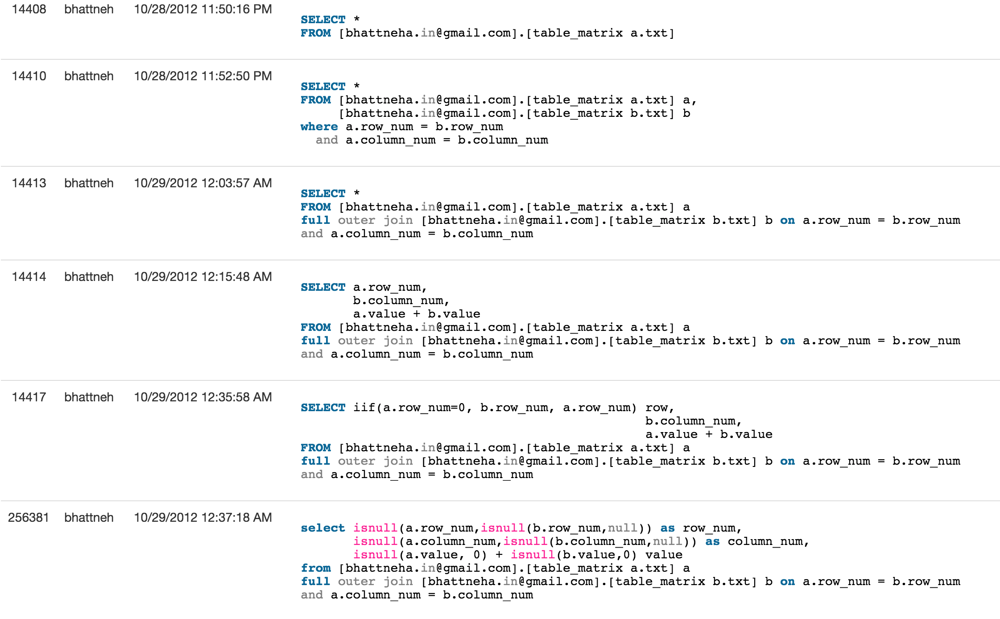 14408 bhattneh 10/28/2012 11:50:16 PM
SELECT *
FROM [bhattneha.in@gmail.com].[table_matrix a.txt]
14410 bhattneh 10/28/2012 11:52:50 PM
SELECT *
FROM [bhattneha.in@gmail.com].[table_matrix a.txt] a,
[bhattneha.in@gmail.com].[table_matrix b.txt] b
where a.row_num = b.row_num
and a.column_num = b.column_num
14413 bhattneh 10/29/2012 12:03:57 AM
SELECT *
FROM [bhattneha.in@gmail.com].[table_matrix a.txt] a
full outer join [bhattneha.in@gmail.com].[table_matrix b.txt] b on a.row_num = b.row_num
and a.column_num = b.column_num
14414 bhattneh 10/29/2012 12:15:48 AM
SELECT a.row_num,
b.column_num,
a.value + b.value
FROM [bhattneha.in@gmail.com].[table_matrix a.txt] a
full outer join [bhattneha.in@gmail.com].[table_matrix b.txt] b on a.row_num = b.row_num
and a.column_num = b.column_num
14417 bhattneh 10/29/2012 12:35:58 AM
SELECT iif(a.row_num=0, b.row_num, a.row_num) row,
b.column_num,
a.value + b.value
FROM [bhattneha.in@gmail.com].[table_matrix a.txt] a
full outer join [bhattneha.in@gmail.com].[table_matrix b.txt] b on a.row_num = b.row_num
and a.column_num = b.column_num
256381 bhattneh 10/29/2012 12:37:18 AM
select isnull(a.row_num,isnull(b.row_num,null)) as row_num,
isnull(a.column_num,isnull(b.column_num,null)) as column_num,
isnull(a.value, 0) + isnull(b.value,0) value
from [bhattneha.in@gmail.com].[table_matrix a.txt] a
full outer join [bhattneha.in@gmail.com].[table_matrix b.txt] b on a.row_num = b.row_num
and a.column_num = b.column_num